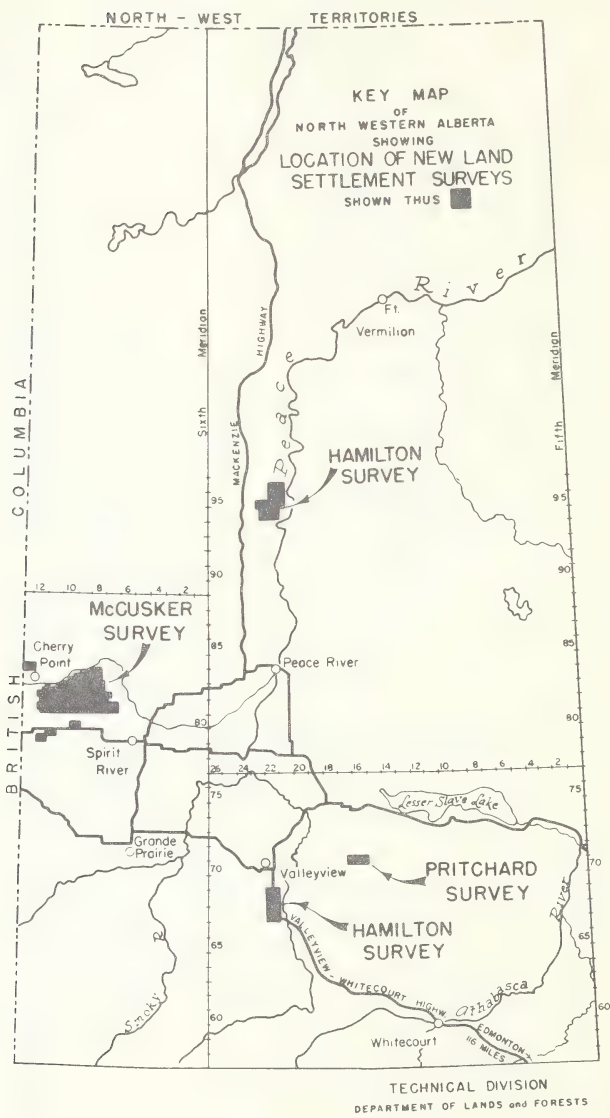 NORTH - WEST TERRITORIES
KEY MAP
OF
NORTH WESTERN ALBERTA
SHOWING
LOCATION OF NEW LAND
SETTLEMENT SURVEYS
SHOWN THUS
Peace River
Ft.
Vermilion
Meridian
Sixth
HIGHWAY
MACKENZIE
Meridian
Fifth
BRITISH COLUMBIA
HAMILTON
SURVEY
95
95
90
90
12 10 8 6 4 2
McCUSKER
SURVEY
Cherry
Point
85
85
Peace River
80
80
Spirit
River
26 24 22 20 18 16 14 12 10 8 6 4 2
75
75
Lesser Slave Lake
Grande
Prairie
70
70
Valleyview
PRITCHARD
SURVEY
HAMILTON
SURVEY
65
65
River
Athabasca
VALLEYVIEW - WHITECOURT HIGHW
Smoky R
60
60
Whitecourt
EDMONTON
116 MILES
TECHNICAL DIVISION
DEPARTMENT OF LANDS and FORESTS